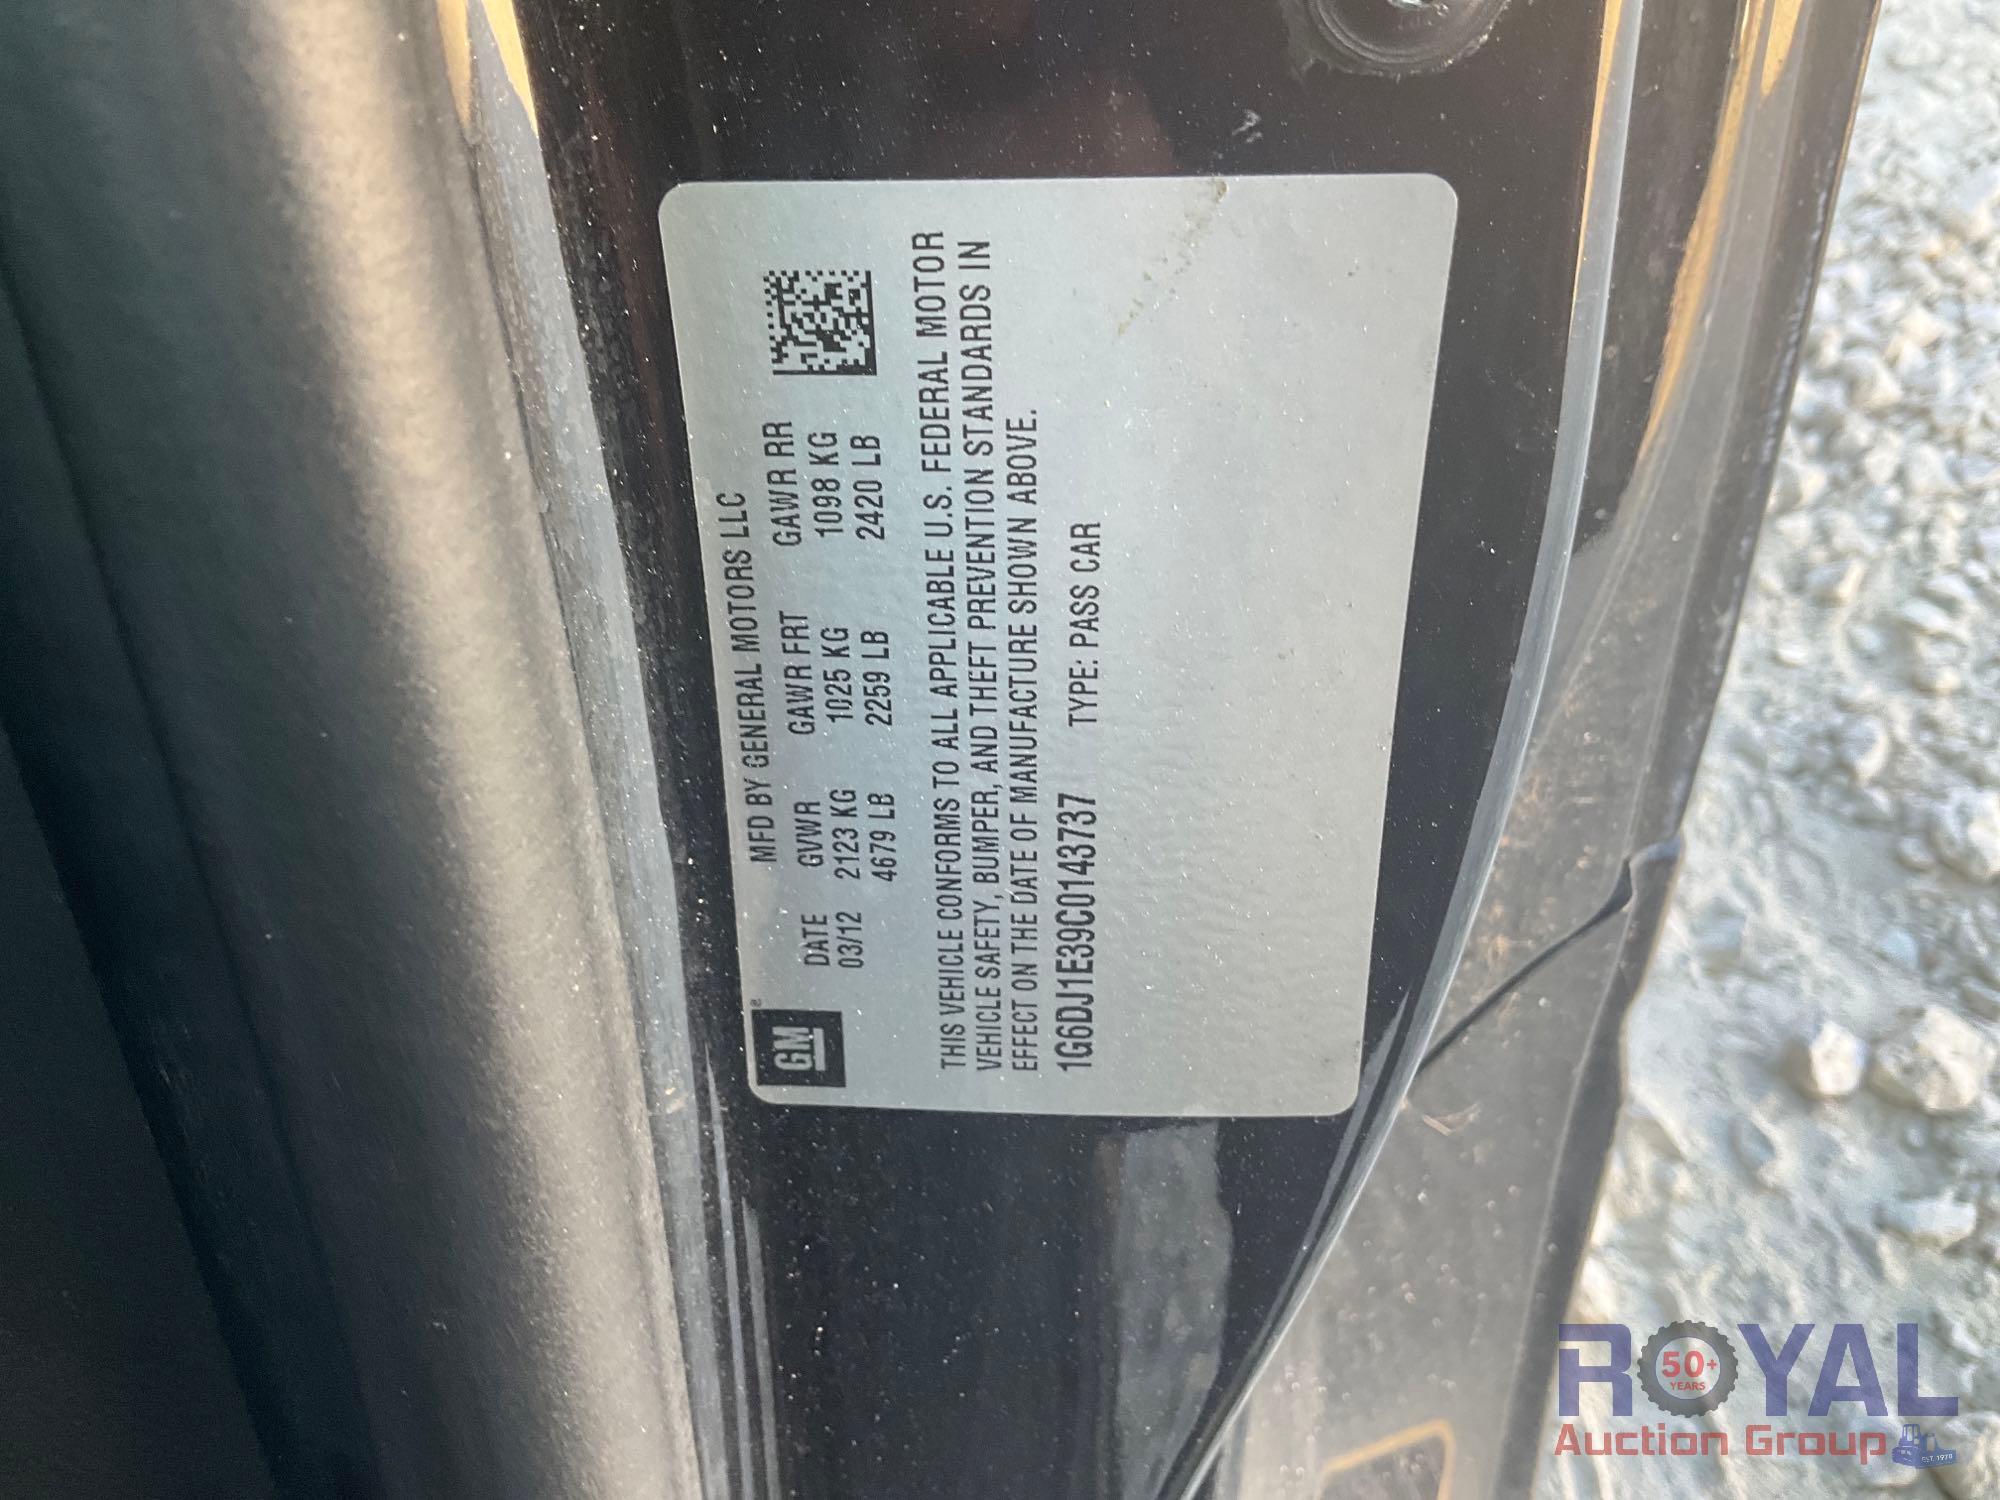 GM
MFD BY GENERAL MOTORS LLC
DATE GVWR GAWR FRT GAWR RR
03/12 2123 KG 1025 KG 1098 KG
4679 LB 2259 LB 2420 LB
THIS VEHICLE CONFORMS TO ALL APPLICABLE U.S. FEDERAL MOTOR
VEHICLE SAFETY, BUMPER, AND THEFT PREVENTION STANDARDS IN
EFFECT ON THE DATE OF MANUFACTURE SHOWN ABOVE.
1G6DJ1E39C0143737 TYPE: PASS CAR
ROYAL
50+
YEARS
Auction Group
EST. 1970